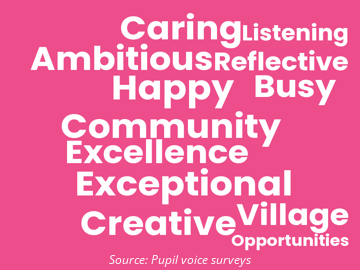 Caring Listening
Ambitious Reflective
Happy Busy
Community
Excellence
Exceptional
Creative Village
Opportunities
Source: Pupil voice surveys